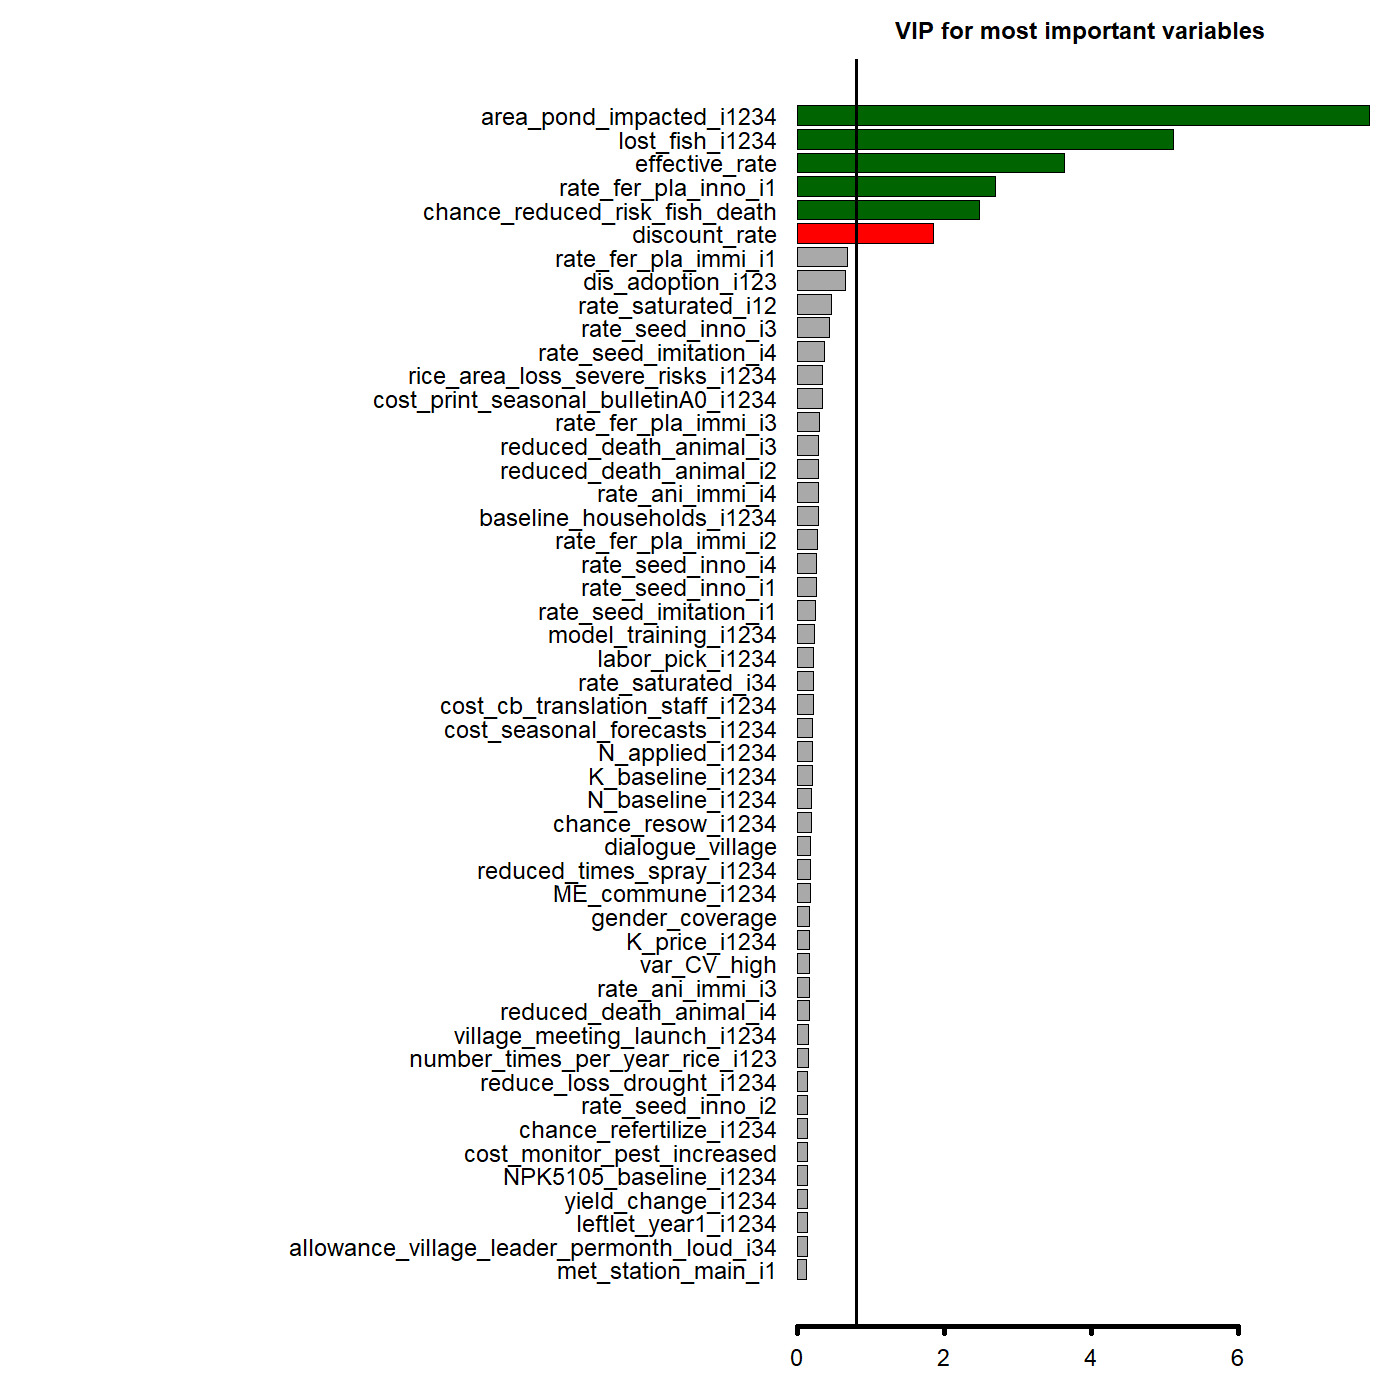 VIP for most important variables
area_pond_impacted_i1234
lost_fish_i1234
effective_rate
rate_fer_pla_inno_i1
chance_reduced_risk_fish_death
discount_rate
rate_fer_pla_immi_i1
dis_adoption_i123
rate_saturated_i12
rate_seed_inno_i3
rate_seed_imitation_i4
rice_area_loss_severe_risks_i1234
cost_print_seasonal_bulletinA0_i1234
rate_fer_pla_immi_i3
reduced_death_animal_i3
reduced_death_animal_i2
rate_ani_immi_i4
baseline_households_i1234
rate_fer_pla_immi_i2
rate_seed_inno_i4
rate_seed_inno_i1
rate_seed_imitation_i1
model_training_i1234
labor_pick_i1234
rate_saturated_i34
cost_cb_translation_staff_i1234
cost_seasonal_forecasts_i1234
N_applied_i1234
K_baseline_i1234
N_baseline_i1234
chance_resow_i1234
dialogue_village
reduced_times_spray_i1234
ME_commune_i1234
gender_coverage
K_price_i1234
var_CV_high
rate_ani_immi_i3
reduced_death_animal_i4
village_meeting_launch_i1234
number_times_per_year_rice_i123
reduce_loss_drought_i1234
rate_seed_inno_i2
chance_refertilize_i1234
cost_monitor_pest_increased
NPK5105_baseline_i1234
yield_change_i1234
leftlet_year1_i1234
allowance_village_leader_permonth_loud_i34
met_station_main_i1
0 2 4 6